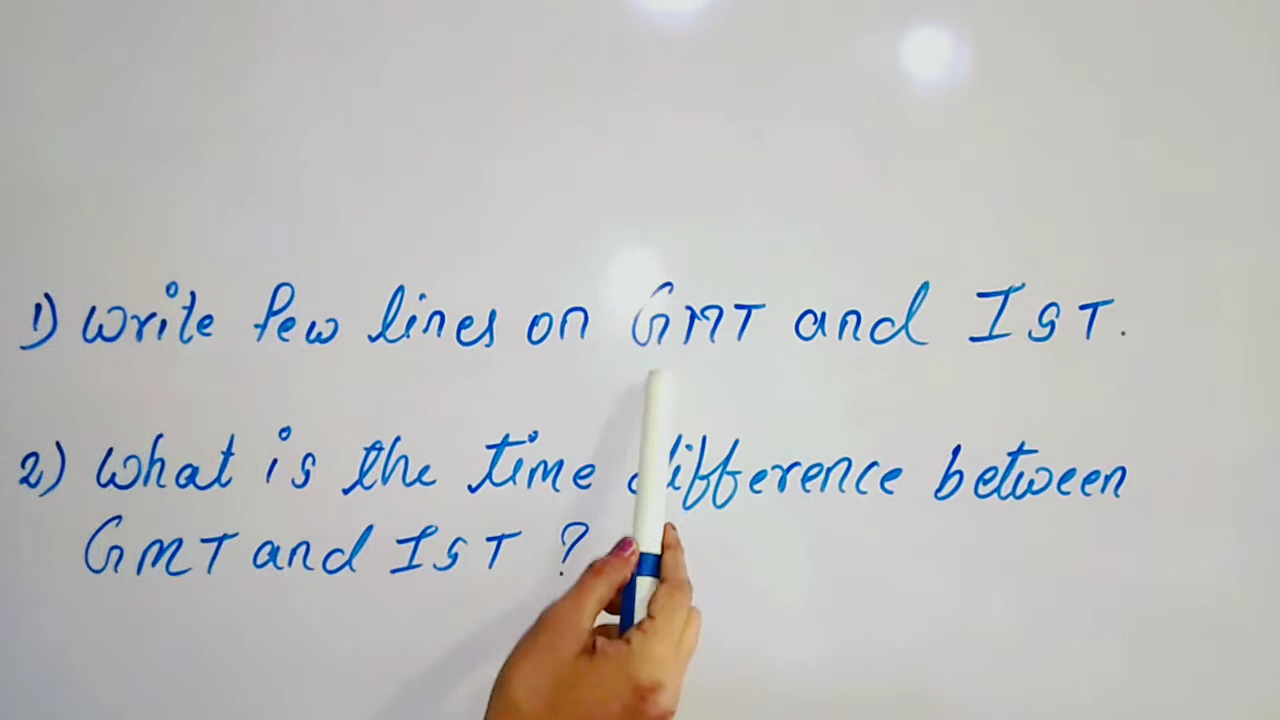 1) Write few lines on GMT and IST.
2) What is the time difference between
GMT and IST ?